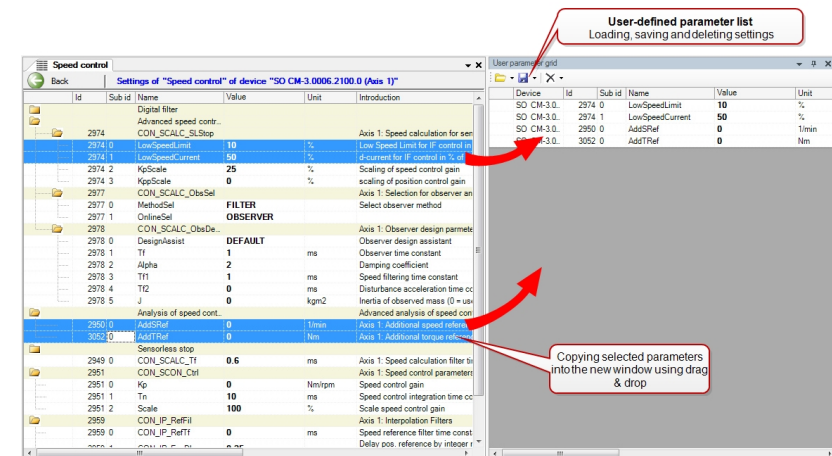 User-defined parameter list
Loading, saving and deleting settings
Speed control
User parameter grid
Back
Settings of "Speed control" of device "SO CM-3.0006.2100.0 (Axis 1)"
Id Sub id Name Value Unit Introduction
Device Id Sub id Name Value Unit
Digital filter
Advanced speed contr...
2974 CON_SCALC_SLStop Axis 1: Speed calculation for sen
2974 0 LowSpeedLimit 10 % Low Speed Limit for IF control in
2974 1 LowSpeedCurrent 50 % d-current for IF control in % of
2974 2 KpScale 25 % Scaling of speed control gain
2974 3 KppScale 0 % scaling of position control gain
2977 CON_SCALC_ObsSel Axis 1: Selection for observer an
2977 0 MethodSel FILTER Select observer method
2977 1 OnlineSel OBSERVER
2978 CON_SCALC_ObsDe... Axis 1: Observer design parmete
2978 0 DesignAssist DEFAULT Observer design assistant
2978 1 Tf 1 ms Observer time constant
2978 2 Alpha 2 Damping coefficient
2978 3 Tf1 1 ms Speed filtering time constant
2978 4 Tf2 0 ms Disturbance acceleration time cc
2978 5 J 0 kgm2 Inertia of observed mass (0 = use
Analysis of speed cont... Advanced analysis of speed con
2950 0 AddSRef 0 1/min Axis 1: Additional speed referen
3052 0 AddTRef 0 Nm Axis 1: Additional torque referenc
Sensorless stop
2949 0 CON_SCALC_Tf 0.6 ms Axis 1: Speed calculation filter ti
2951 CON_SCON_Ctrl Axis 1: Speed control parameters
2951 0 Kp 0 Nm/rpm Speed control gain
2951 1 Tn 10 ms Speed control integration time cc
2951 2 Scale 100 % Scale speed control gain
2959 CON_IP_RefFil Axis 1: Interpolation Filters
2959 0 CON_IP_RefTf 0 ms Speed reference filter time const
Delay pos. reference by integer
SO CM-3.0.. 2974 0 LowSpeedLimit 10 %
SO CM-3.0.. 2974 1 LowSpeedCurrent 50 %
SO CM-3.0.. 2950 0 AddSRef 0 1/min
SO CM-3.0.. 3052 0 AddTRef 0 Nm
Copying selected parameters
into the new window using drag
& drop